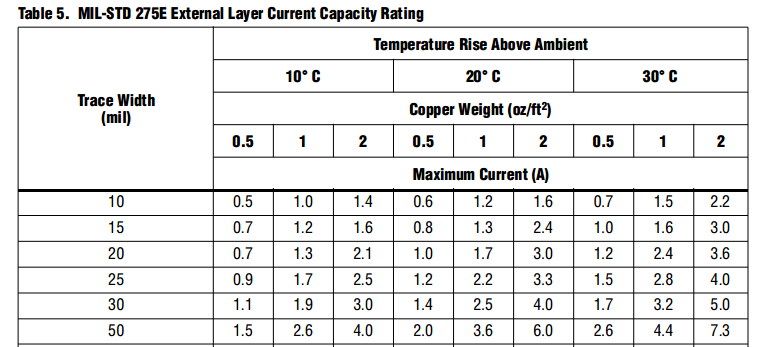 Table 5. MIL-STD 275E External Layer Current Capacity Rating
Trace Width
(mil)
Temperature Rise Above Ambient
10° C 20° C 30° C
Copper Weight (oz/ft²)
0.5 1 2 0.5 1 2 0.5 1 2
Maximum Current (A)
10 0.5 1.0 1.4 0.6 1.2 1.6 0.7 1.5 2.2
15 0.7 1.2 1.6 0.8 1.3 2.4 1.0 1.6 3.0
20 0.7 1.3 2.1 1.0 1.7 3.0 1.2 2.4 3.6
25 0.9 1.7 2.5 1.2 2.2 3.3 1.5 2.8 4.0
30 1.1 1.9 3.0 1.4 2.5 4.0 1.7 3.2 5.0
50 1.5 2.6 4.0 2.0 3.6 6.0 2.6 4.4 7.3